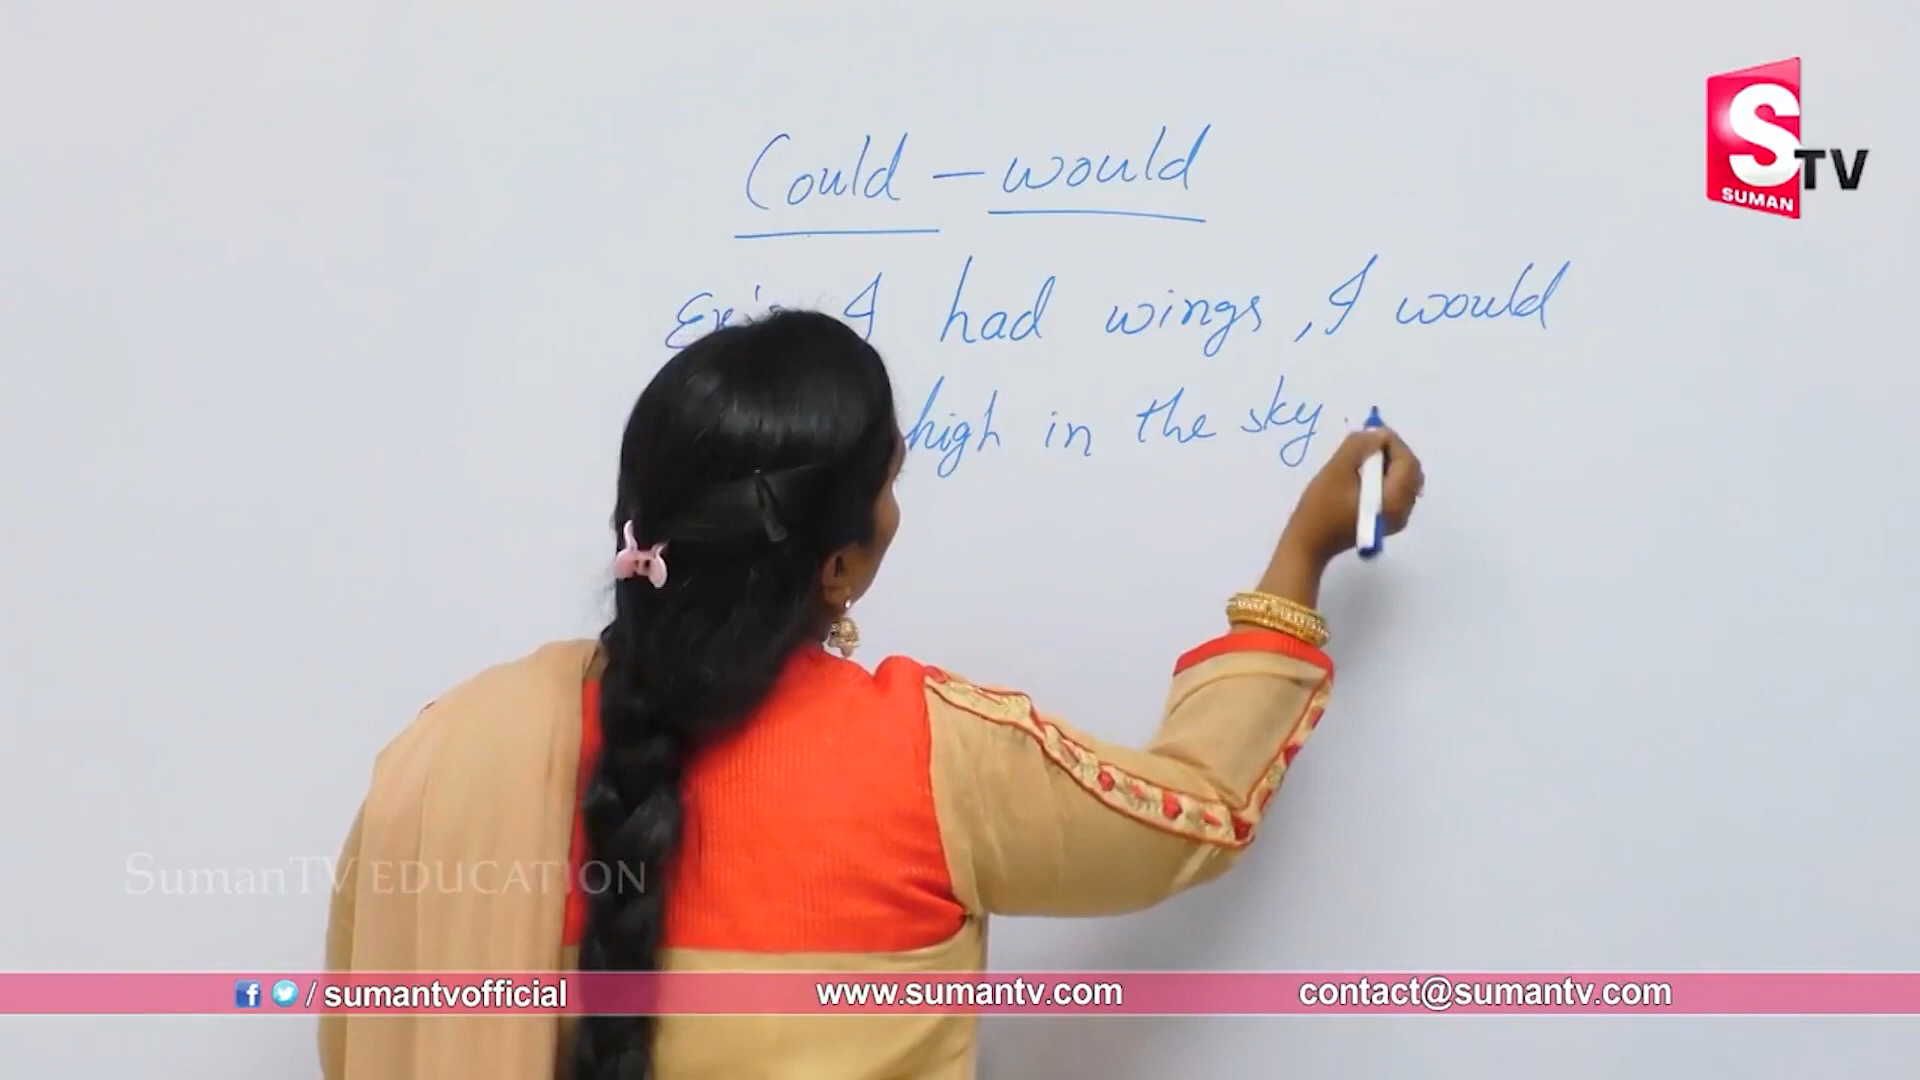 S
TV
SUMAN
Could – would
I had wings, I would
high in the sky.
SumanTV EDUCATION
/ sumantvofficial
www.sumantv.com
contact@sumantv.com